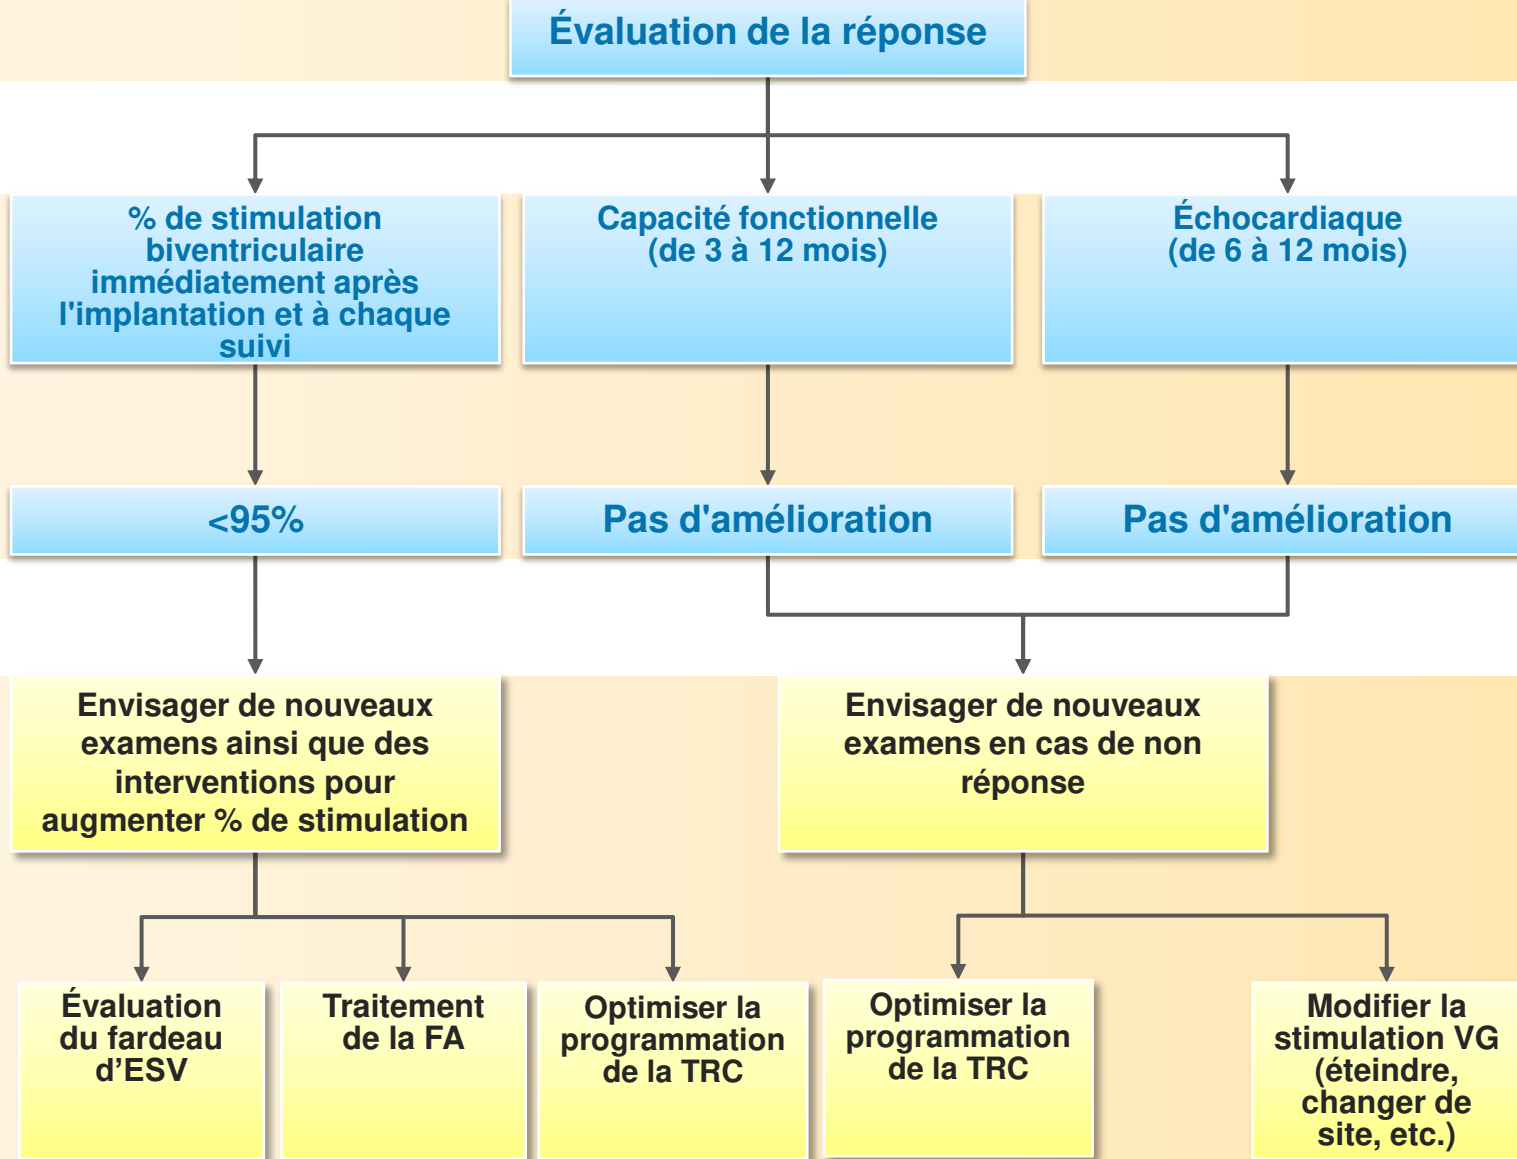 Évaluation de la réponse
% de stimulation
biventriculaire
immédiatement après
l'implantation et à chaque
suivi
Capacité fonctionnelle
(de 3 à 12 mois)
Échocardiaque
(de 6 à 12 mois)
<95%
Pas d'amélioration
Pas d'amélioration
Envisager de nouveaux
examens ainsi que des
interventions pour
augmenter % de stimulation
Envisager de nouveaux
examens en cas de non
réponse
Évaluation
du fardeau
d’ESV
Traitement
de la FA
Optimiser la
programmation
de la TRC
Optimiser la
programmation
de la TRC
Modifier la
stimulation VG
(éteindre,
changer de
site, etc.)